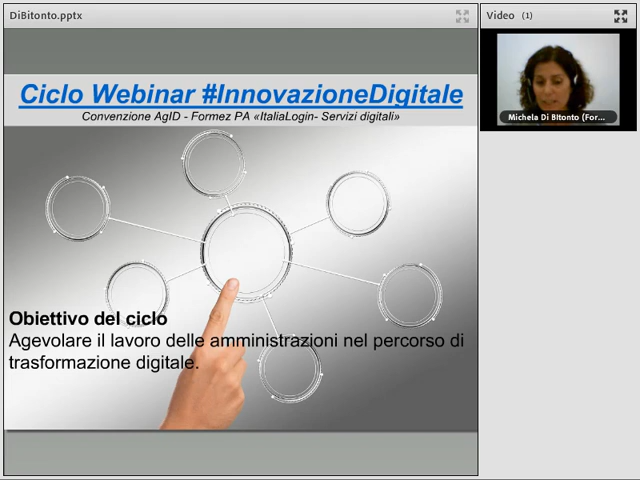 DiBitonto.pptx
Video (1)
Ciclo Webinar #InnovazioneDigitale
Convenzione AgID - Formez PA «ItaliaLogin- Servizi digitali»
Michela Di Bitonto (For...
Obiettivo del ciclo
Agevolare il lavoro delle amministrazioni nel percorso di
trasformazione digitale.